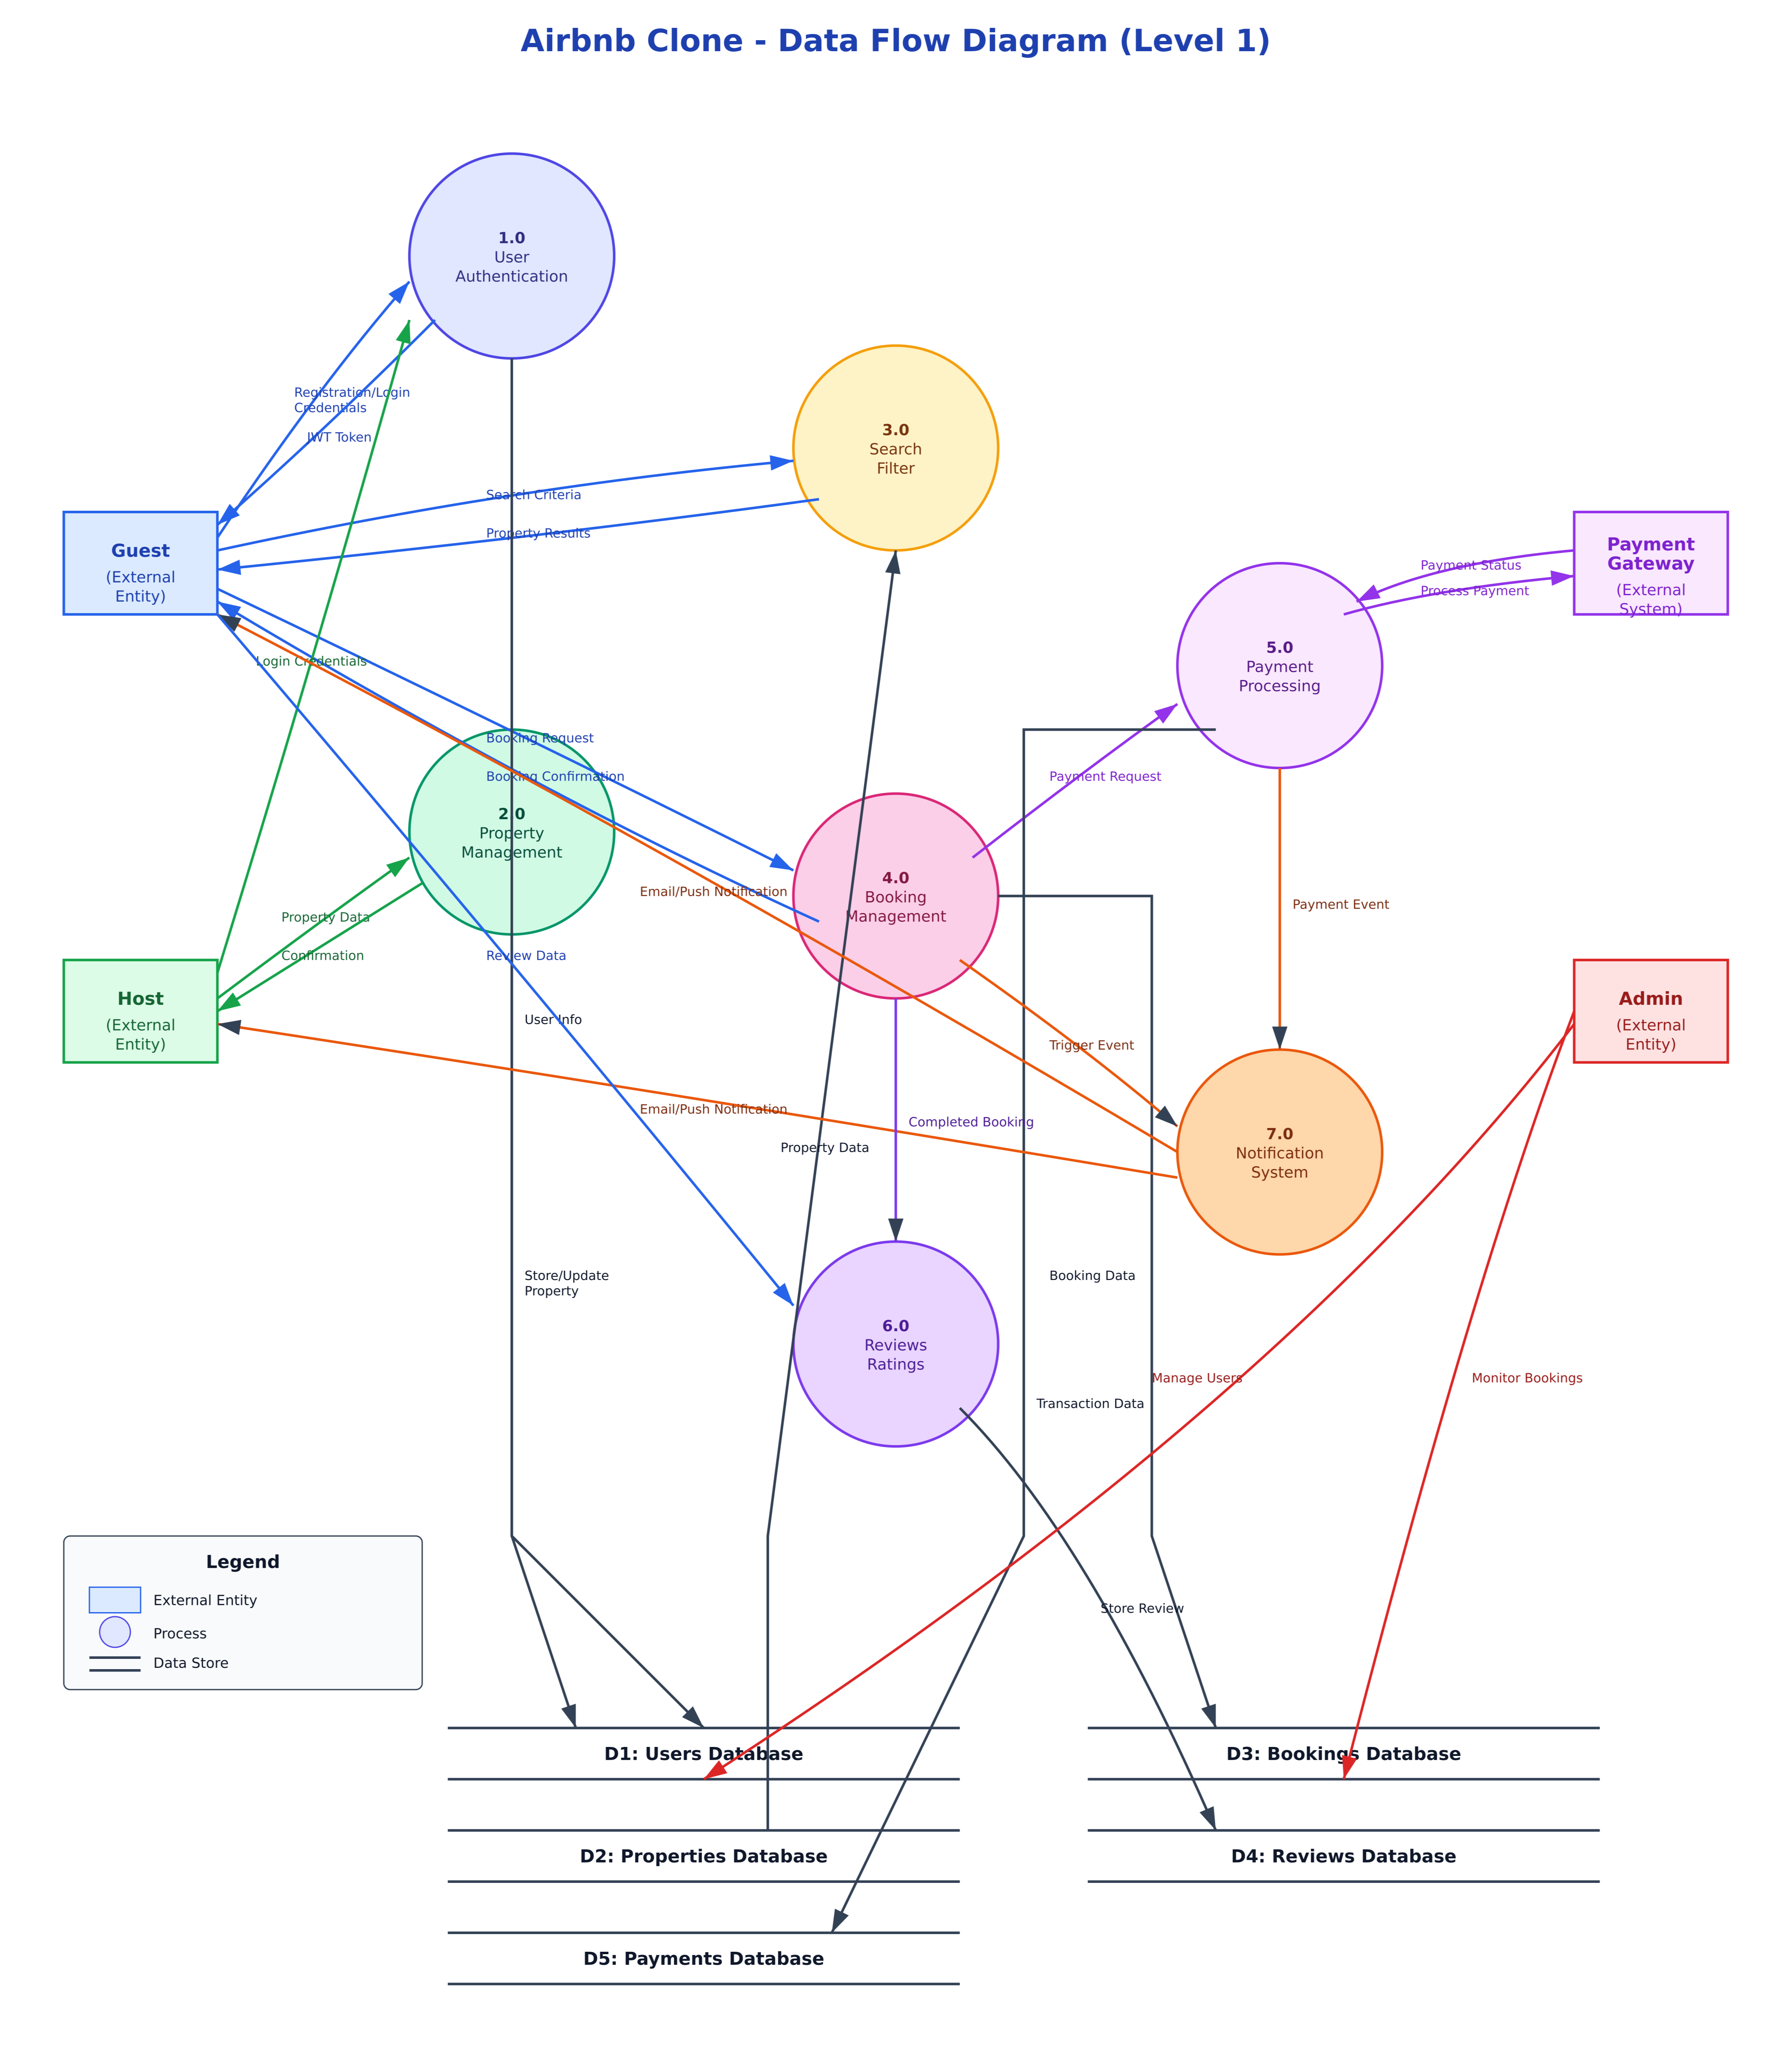 Airbnb Clone - Data Flow Diagram (Level 1)
1.0
User
Authentication
Registration/Login
Credentials
JWT Token
3.0
Search
Filter
Search Criteria
Property Results
Guest
(External
Entity)
Payment
Gateway
(External
System)
Payment Status
Process Payment
5.0
Payment
Processing
Login Credentials
Booking Request
Booking Confirmation
Payment Request
2.0
Property
Management
4.0
Booking
Management
Email/Push Notification
Payment Event
Property Data
Confirmation
Review Data
Host
(External
Entity)
Admin
(External
Entity)
User Info
Trigger Event
Email/Push Notification
Completed Booking
Property Data
7.0
Notification
System
Store/Update
Property
Booking Data
6.0
Reviews
Ratings
Manage Users
Monitor Bookings
Transaction Data
Legend
External Entity
Process
Data Store
Store Review
D1: Users Database
D3: Bookings Database
D2: Properties Database
D4: Reviews Database
D5: Payments Database